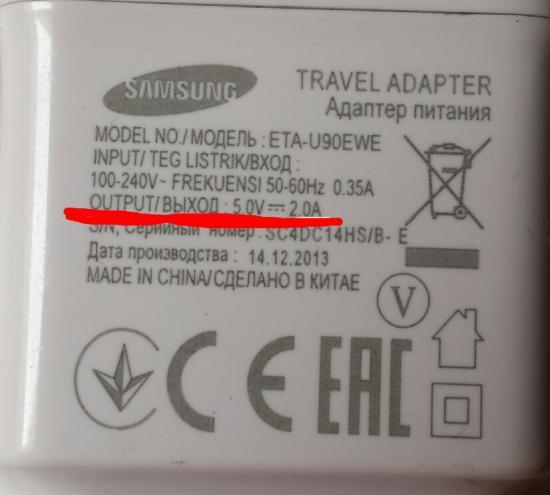 SAMSUNG
TRAVEL ADAPTER
Адаптер питания
MODEL NO./МОДЕЛЬ : ETA-U90EWE
INPUT/ TEG LISTRIK/ВХОД :
100-240V~ FREKUENSI 50-60Hz 0.35A
OUTPUT/ВЫХОД : 5.0V ⎓ 2.0A
S/N, Серийный номер : SC4DC14HS/B- E
Дата производства : 14.12.2013
MADE IN CHINA/СДЕЛАНО В КИТАЕ
V
CE EAC